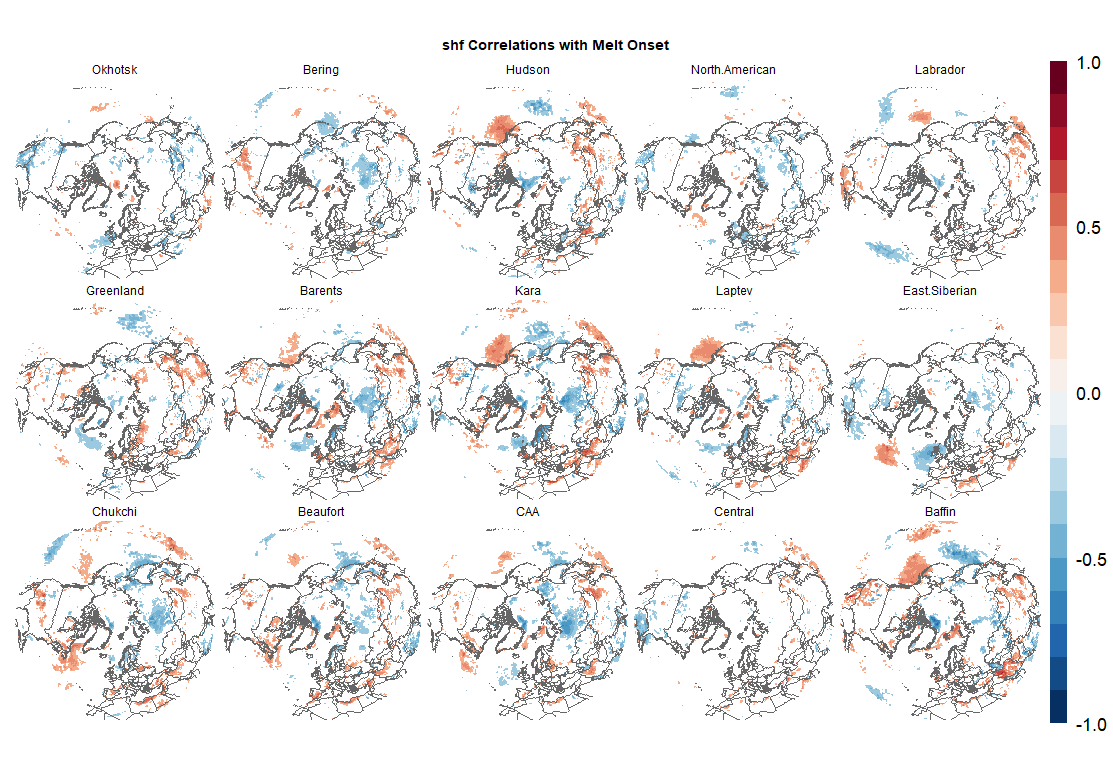 shf Correlations with Melt Onset
Okhotsk
Bering
Hudson
North.American
Labrador
Greenland
Barents
Kara
Laptev
East.Siberian
Chukchi
Beaufort
CAA
Central
Baffin
1.0
0.5
0.0
-0.5
-1.0